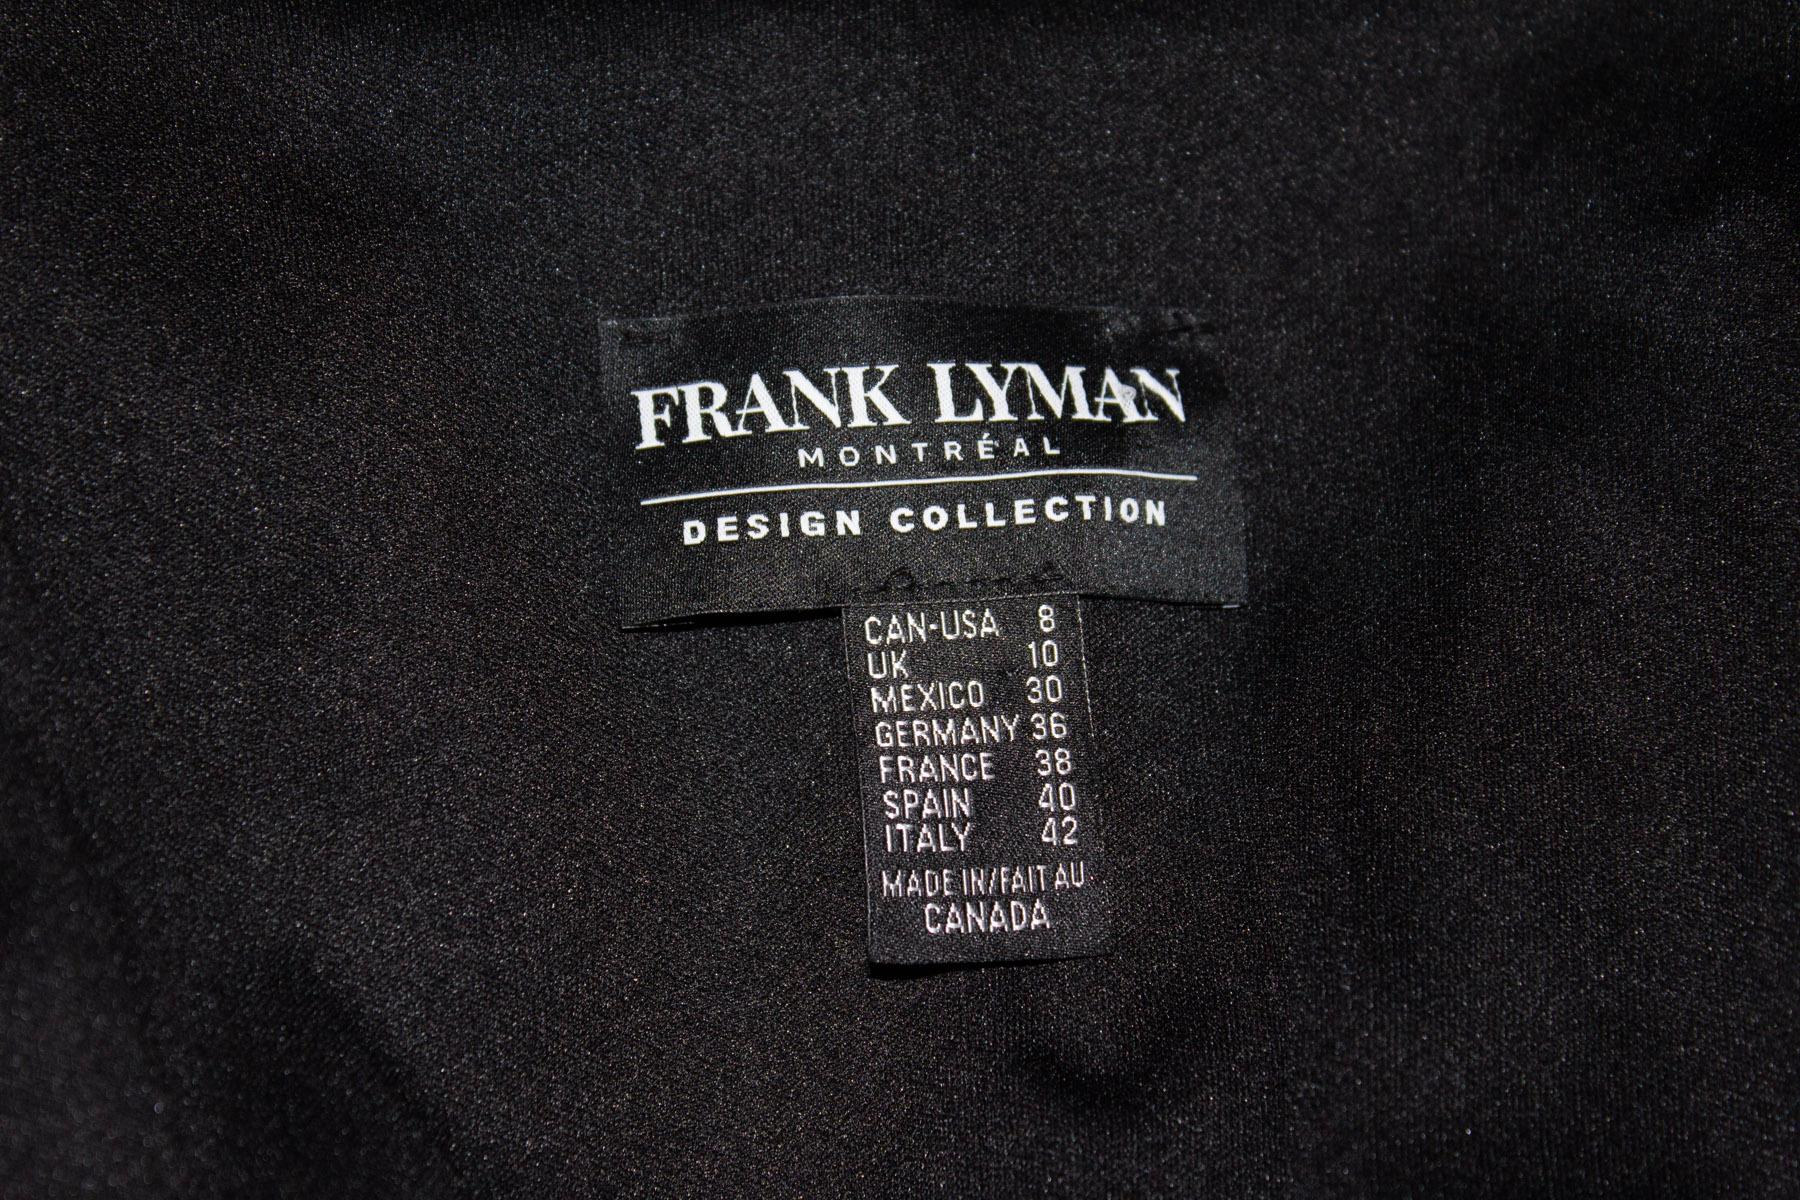 FRANK LYMAN
MONTRÉAL
DESIGN COLLECTION
CAN-USA 8
UK 10
MEXICO 30
GERMANY 36
FRANCE 38
SPAIN 40
ITALY 42
MADE IN/FAIT AU
CANADA